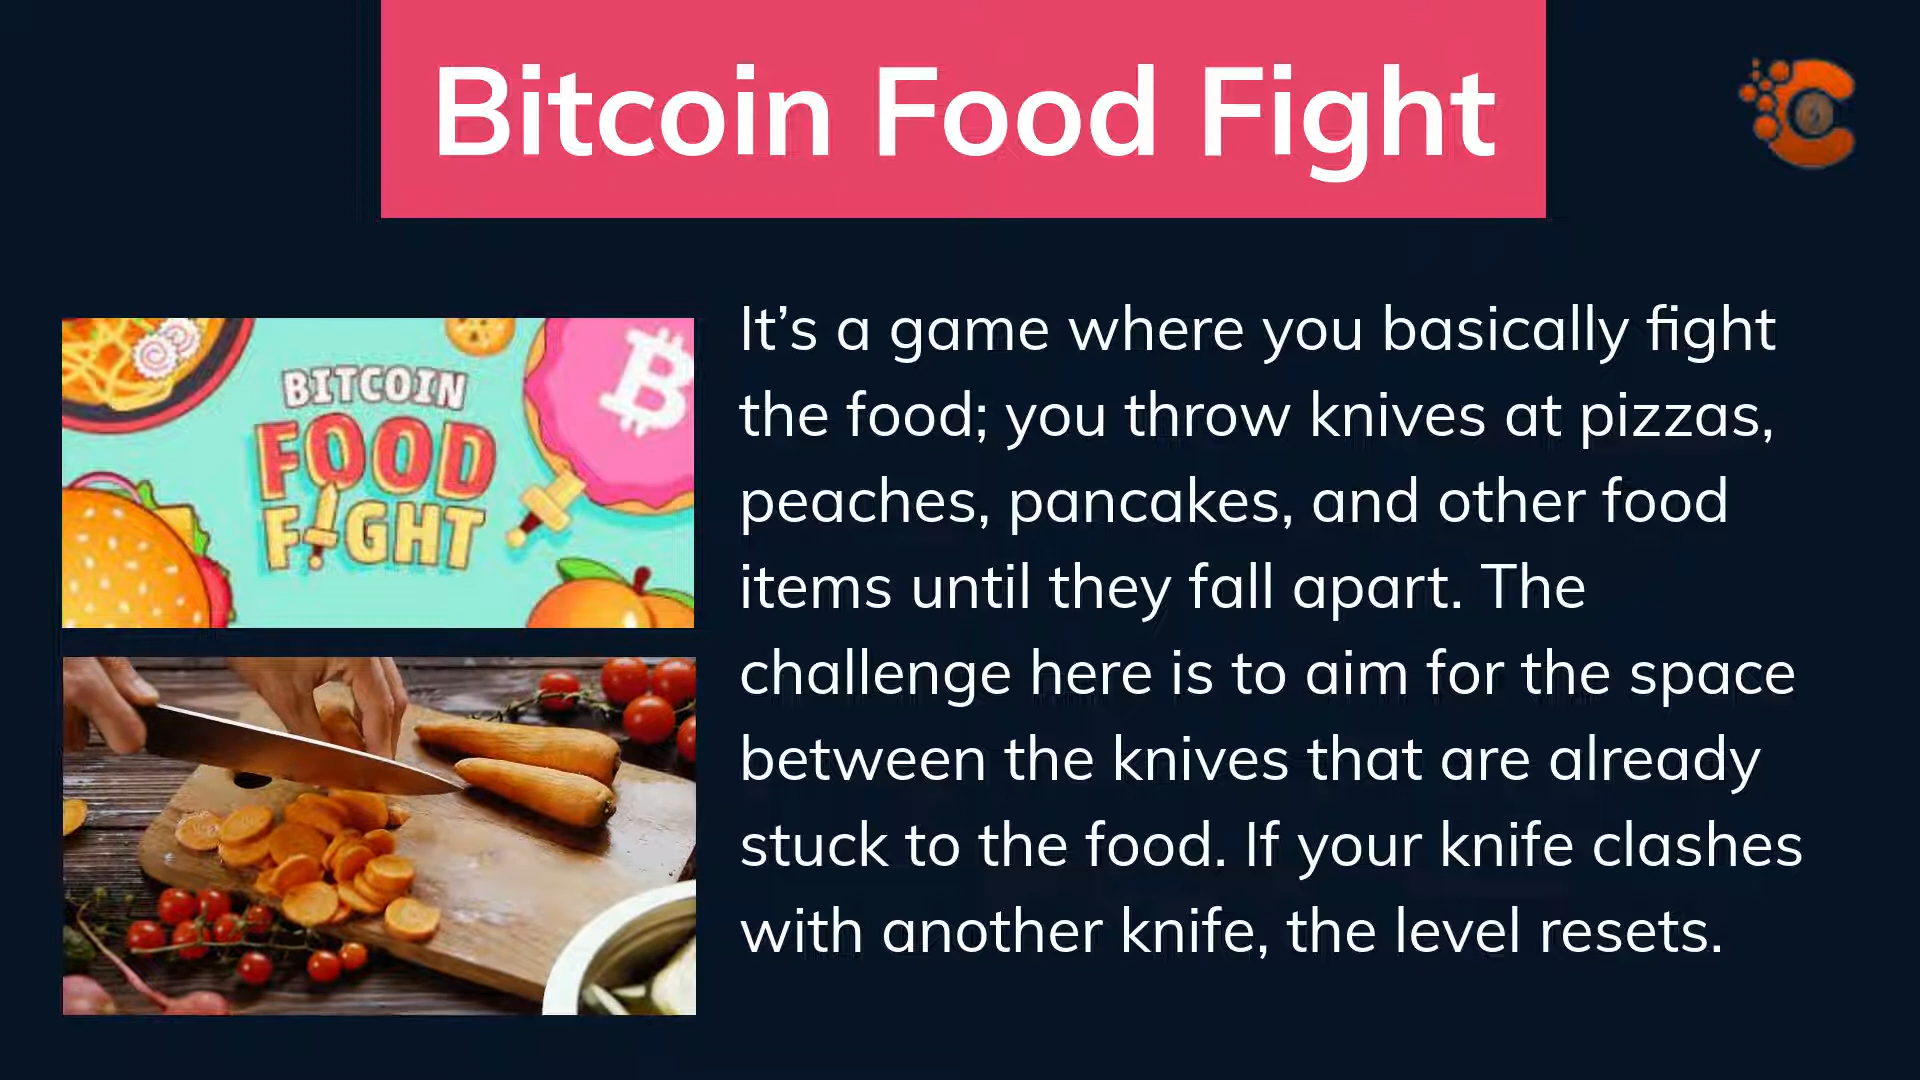 Bitcoin Food Fight
BITCOIN
FOOD
FIGHT
It’s a game where you basically fight
the food; you throw knives at pizzas,
peaches, pancakes, and other food
items until they fall apart. The
challenge here is to aim for the space
between the knives that are already
stuck to the food. If your knife clashes
with another knife, the level resets.